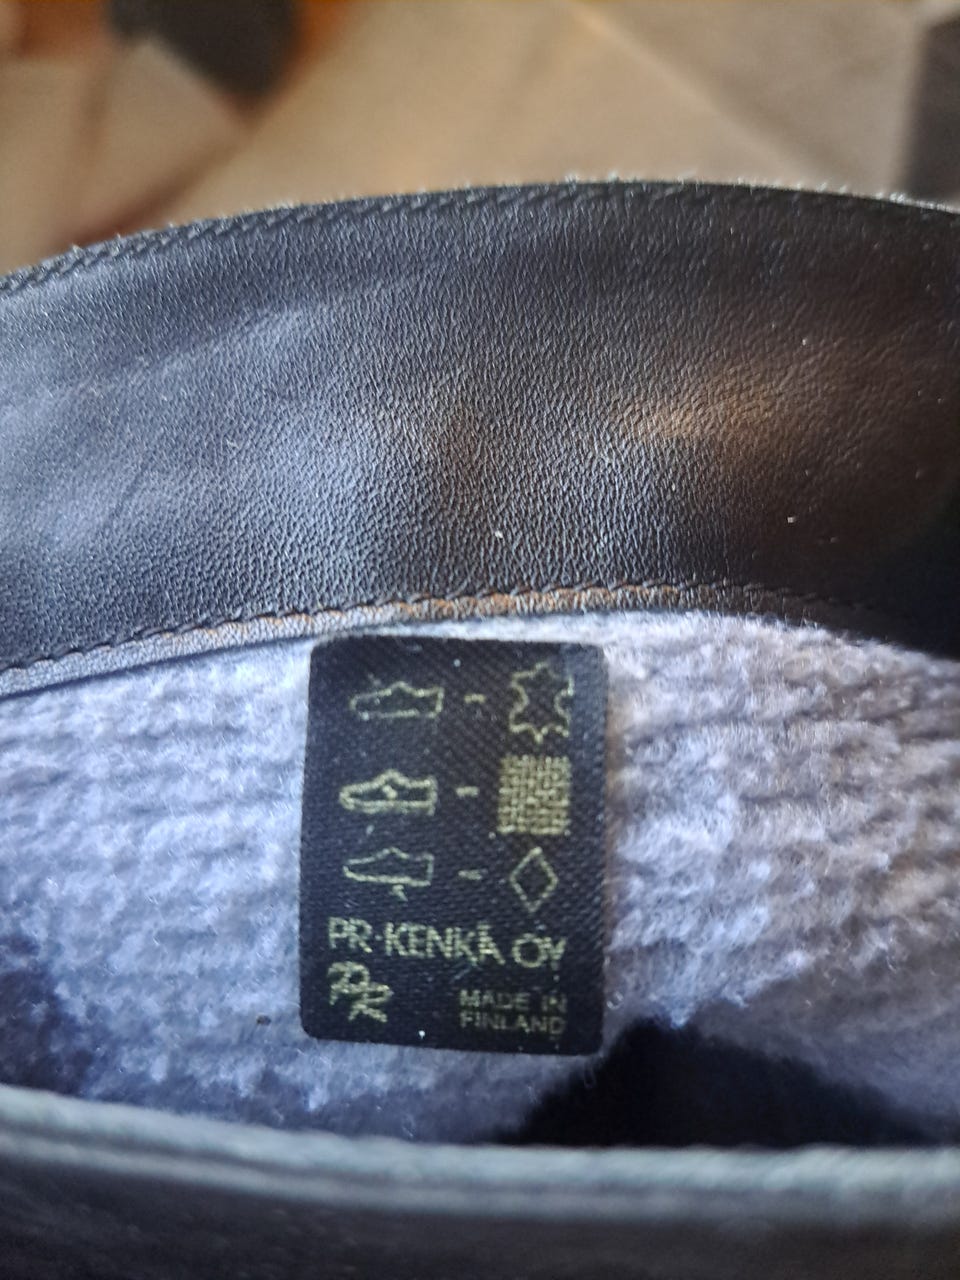 PR-KENKÄ OY
PR
MADE IN
FINLAND